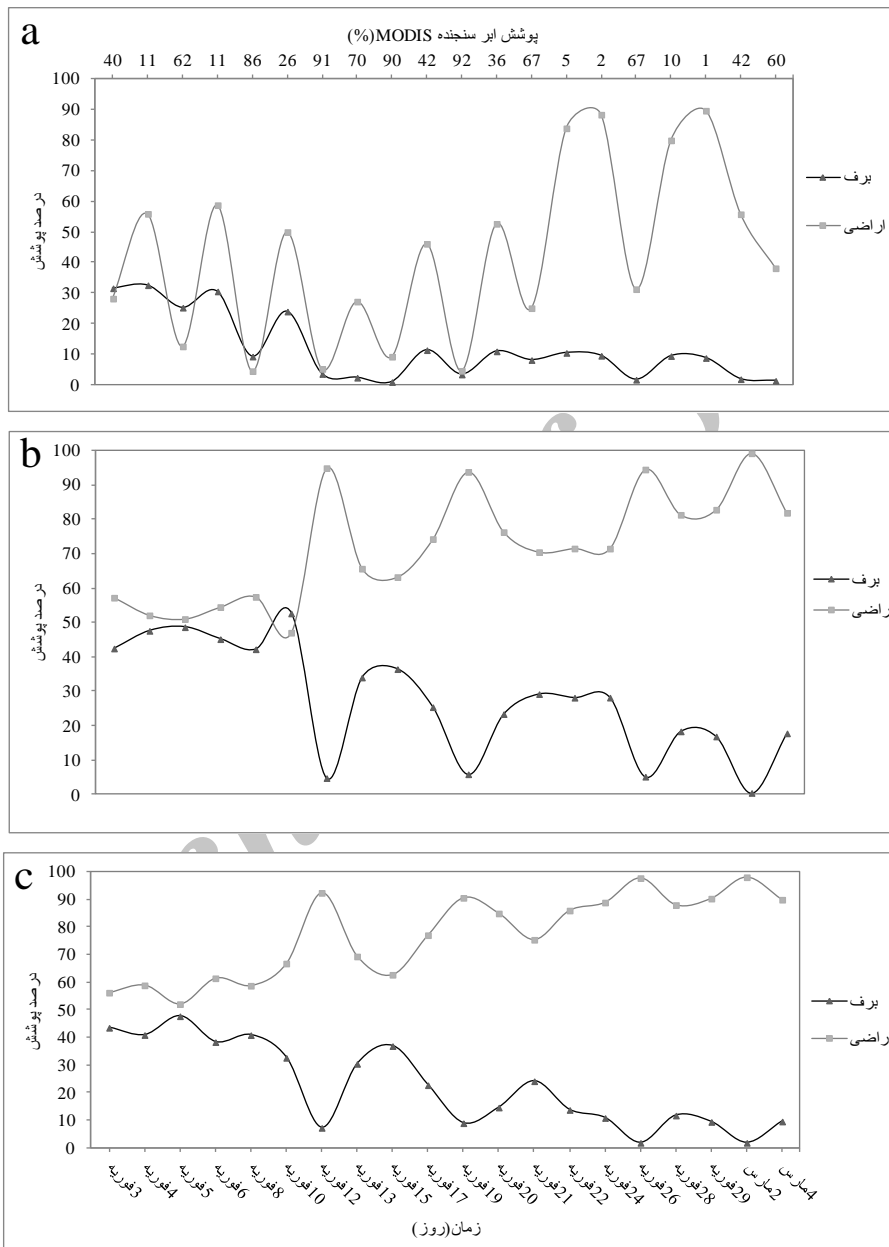 a
پوشش ابر سنجنده MODIS(%)
40 11 62 11 86 26 91 70 90 42 92 36 67 5 2 67 10 1 42 60
100
90
80
70
60
50
40
30
20
10
0
درصد پوشش
برف
اراضی
b
100
90
80
70
60
50
40
30
20
10
0
درصد پوشش
برف
راضی
c
100
90
80
70
60
50
40
30
20
10
0
درصد پوشش
برف
راضی
3فوریه
4فوریه
5فوریه
6فوریه
8فوریه
10فوریه
12فوریه
13فوریه
15فوریه
17فوریه
19فوریه
20فوریه
21فوریه
22فوریه
24فوریه
26فوریه
28فوریه
29فوریه
2مارس
4مارس
زمان(روز)